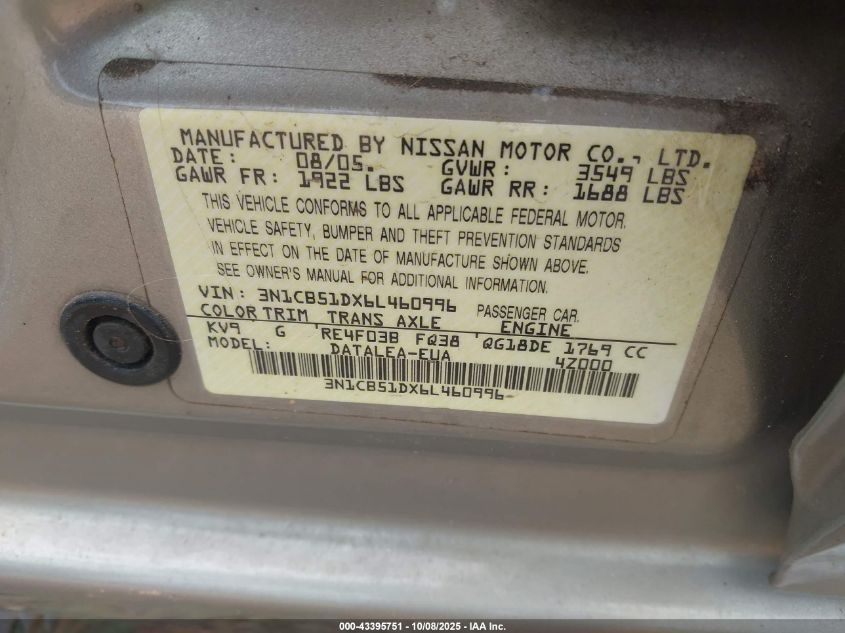 MANUFACTURED BY NISSAN MOTOR CO., LTD.
DATE: 08/05. GVWR: 3549 LBS
GAWR FR: 1922 LBS GAWR RR: 1688 LBS
THIS VEHICLE CONFORMS TO ALL APPLICABLE FEDERAL MOTOR
VEHICLE SAFETY, BUMPER AND THEFT PREVENTION STANDARDS
IN EFFECT ON THE DATE OF MANUFACTURE SHOWN ABOVE.
SEE OWNER'S MANUAL FOR ADDITIONAL INFORMATION.
VIN: 3N1CB51DX6L460996 PASSENGER CAR
COLOR TRIM TRANS AXLE ENGINE
KV9 G RE4F03B FQ38 QG18DE 1769 CC
MODEL: DATALEA-EUA 4Z000
3N1CB51DX6L460996
000-43395751 - 10/08/2025 - IAA Inc.